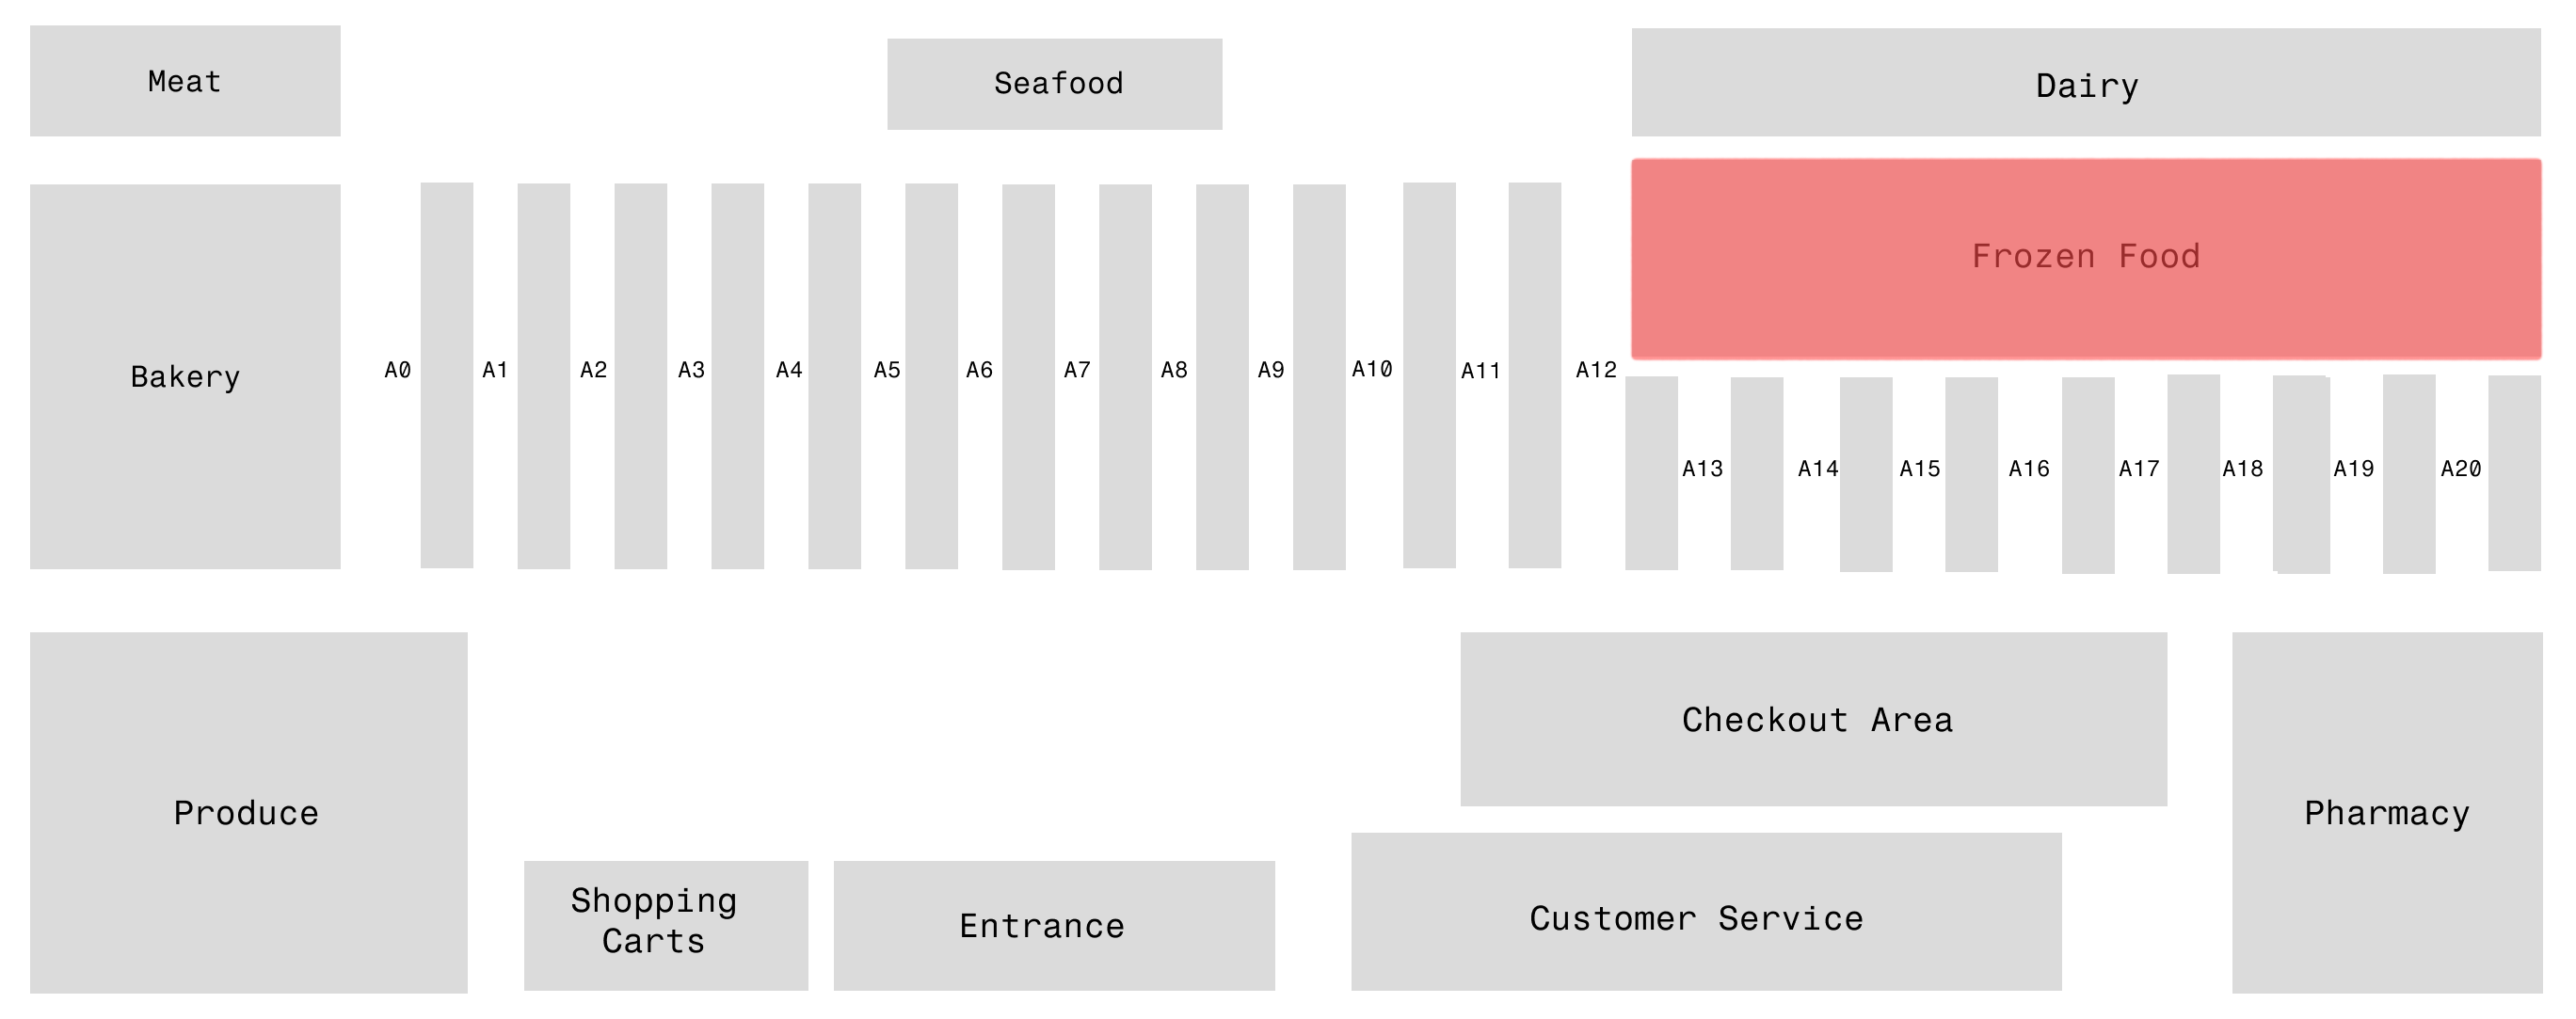 Meat
Seafood
Dairy
Frozen Food
Bakery
A0
A1
A2
A3
A4
A5
A6
A7
A8
A9
A10
A11
A12
A13
A14
A15
A16
A17
A18
A19
A20
Checkout Area
Produce
Pharmacy
Shopping
Carts
Entrance
Customer Service